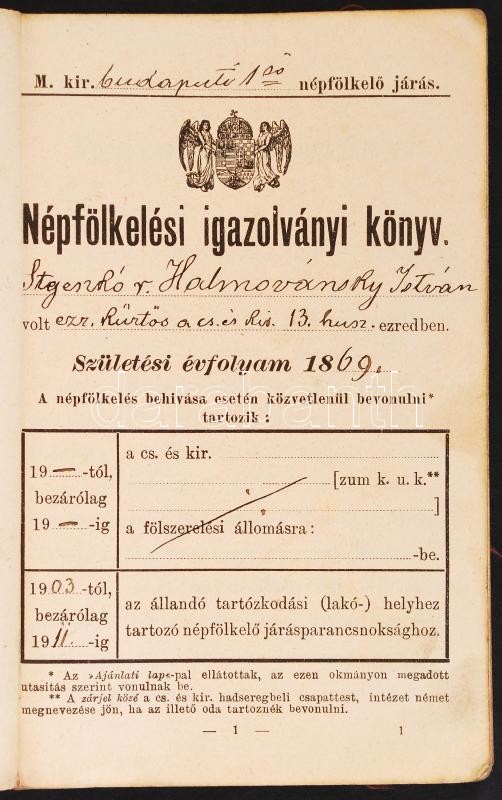 M. kir. budapesti 1ső népfölkelő járás.
Népfölkelési igazolványi könyv.
v. Halmovánsky István
volt ezr. kürtös a cs. és kir. 13. husz. ezredben.
Születési évfolyam 1869.
A népfölkelés behivása esetén közvetlenül bevonulni*
tartozik :
19—-tól,
bezárólag
19—-ig
a cs. és kir.
[zum k. u. k.**
]
a fölszerelési állomásra:
-be.
1903.-tól,
bezárólag
1911.-ig
az állandó tartózkodási (lakó-) helyhez
tartozó népfölkelő járásparancsnoksághoz.
* Az »Ajánlati lap«-pal ellátottak, az ezen okmányon megadott
utasitás szerint vonulnak be.
** A zárjel közé a cs. és kir. hadseregbeli csapattest, intézet német
megnevezése jön, ha az illető oda tartoznék bevonulni.
— 1 —
1
darabanth